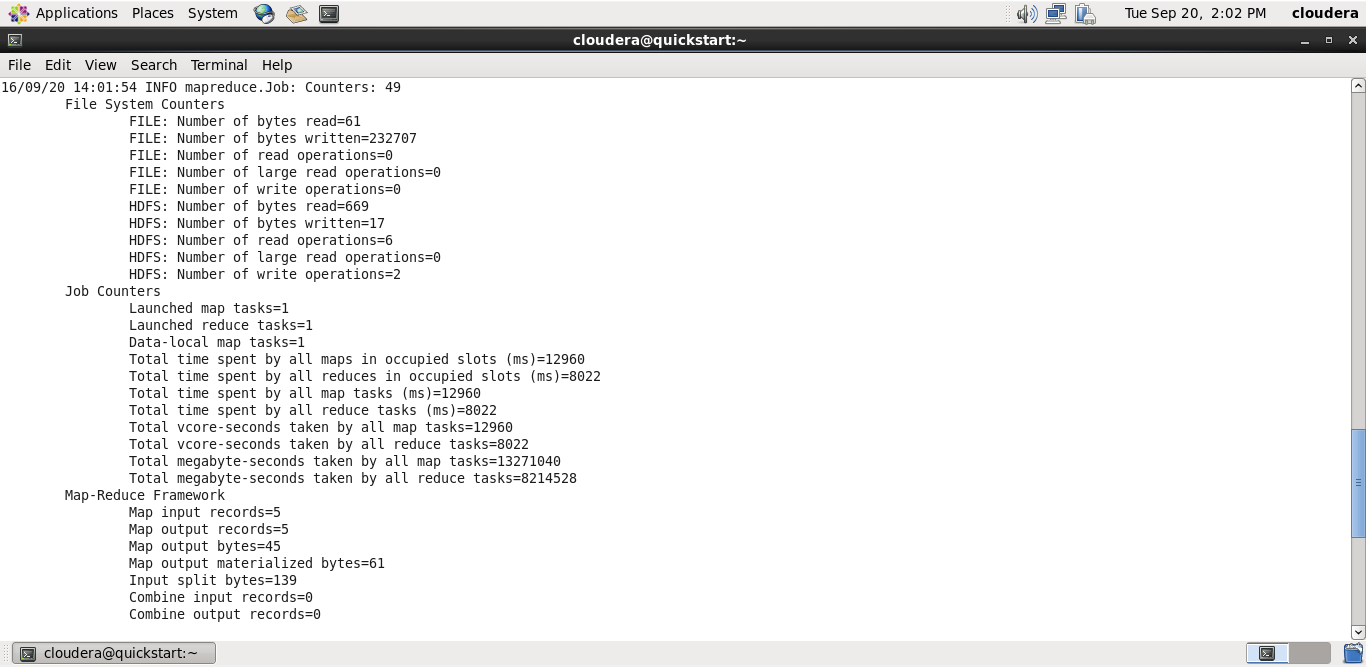 Applications Places System Tue Sep 20, 2:02 PM cloudera
cloudera@quickstart:~
File Edit View Search Terminal Help
16/09/20 14:01:54 INFO mapreduce.Job: Counters: 49
File System Counters
FILE: Number of bytes read=61
FILE: Number of bytes written=232707
FILE: Number of read operations=0
FILE: Number of large read operations=0
FILE: Number of write operations=0
HDFS: Number of bytes read=669
HDFS: Number of bytes written=17
HDFS: Number of read operations=6
HDFS: Number of large read operations=0
HDFS: Number of write operations=2
Job Counters
Launched map tasks=1
Launched reduce tasks=1
Data-local map tasks=1
Total time spent by all maps in occupied slots (ms)=12960
Total time spent by all reduces in occupied slots (ms)=8022
Total time spent by all map tasks (ms)=12960
Total time spent by all reduce tasks (ms)=8022
Total vcore-seconds taken by all map tasks=12960
Total vcore-seconds taken by all reduce tasks=8022
Total megabyte-seconds taken by all map tasks=13271040
Total megabyte-seconds taken by all reduce tasks=8214528
Map-Reduce Framework
Map input records=5
Map output records=5
Map output bytes=45
Map output materialized bytes=61
Input split bytes=139
Combine input records=0
Combine output records=0
cloudera@quickstart:~